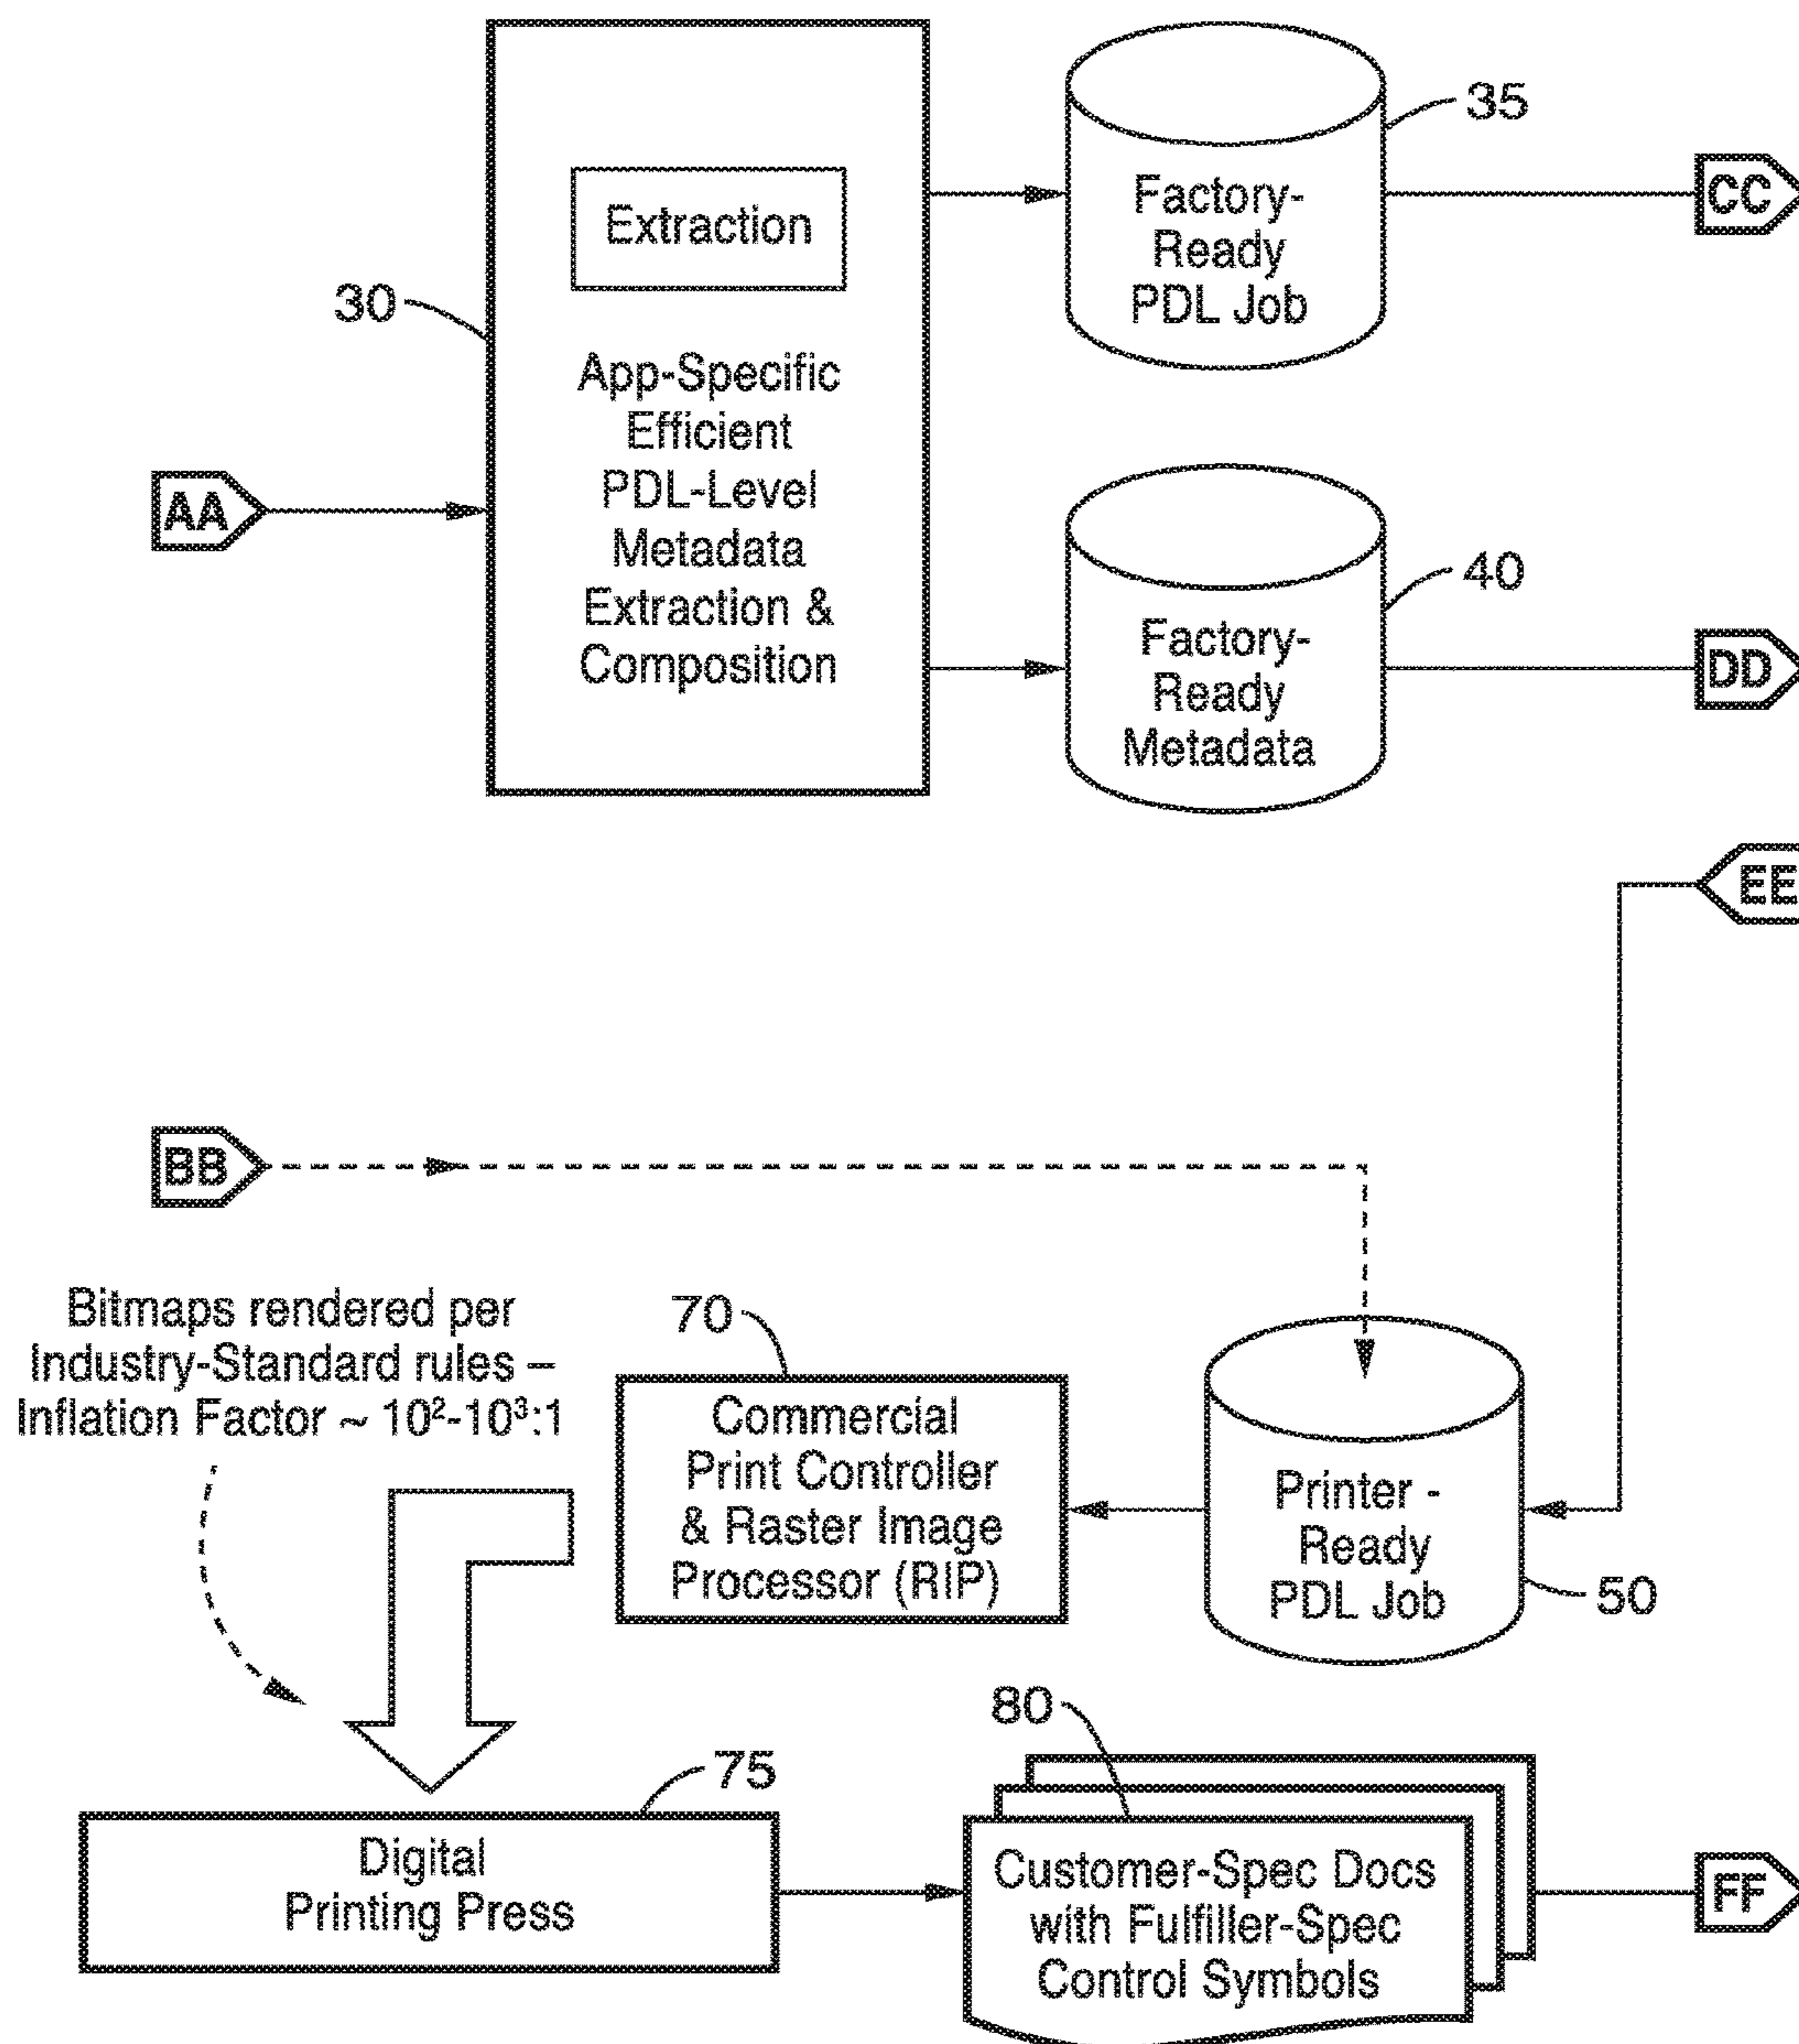 35
Factory-
Ready
PDL Job
CC
Extraction
30
App-Specific
Efficient
PDL-Level
Metadata
Extraction &
Composition
AA
40
Factory-
Ready
Metadata
DD
EE
BB
Bitmaps rendered per
Industry-Standard rules –
Inflation Factor ~ 10²-10³:1
70
Commercial
Print Controller
& Raster Image
Processor (RIP)
Printer -
Ready
PDL Job
50
75
Digital
Printing Press
80
Customer-Spec Docs
with Fulfiller-Spec
Control Symbols
FF